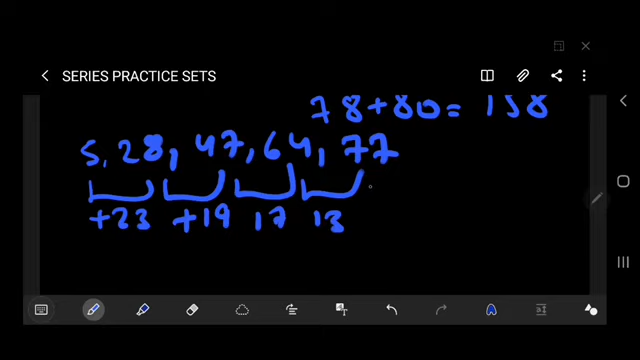 SERIES PRACTICE SETS
78+80= 158
5, 28, 47, 64, 77
+23 +19 17 13